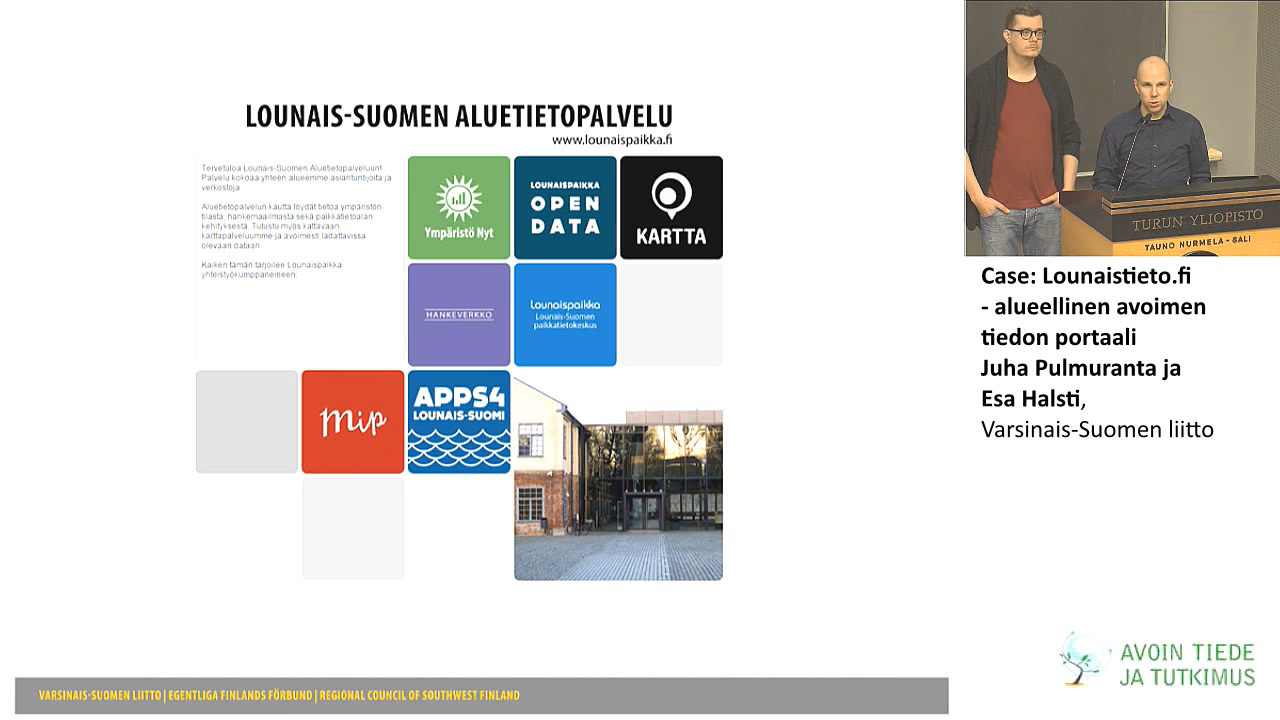 LOUNAIS-SUOMEN ALUETIETOPALVELU
www.lounaispaikka.fi
Tervetuloa Lounais-Suomen Aluetietopalveluun!
Palvelu kokoaa yhteen alueemme asiantuntijoita ja
verkostoja
Aluetietopalvelun kautta löydät tietoa ympäristön
tilasta, hankemaailmasta sekä paikkatietoalan
kehityksestä. Tutustu myös kattavaan
karttapalveluumme ja avoimesti ladattavissa
olevaan dataan.
Kaiken tämän tarjoilee Lounaispaikka
yhteistyökumppaneineen.
Ympäristö Nyt
LOUNAISPAIKKA
OPEN
DATA
KARTTA
HANKEVERKKO
Lounaispaikka
Lounais-Suomen
paikkatietokeskus
mip
APPS4
LOUNAIS-SUOMI
VARSINAIS-SUOMEN LIITTO | EGENTLIGA FINLANDS FÖRBUND | REGIONAL COUNCIL OF SOUTHWEST FINLAND
TURUN YLIOPISTO
TAUNO NURMELA - SALI
Case: Lounaistieto.fi
- alueellinen avoimen
tiedon portaali
Juha Pulmuranta ja
Esa Halsti,
Varsinais-Suomen liitto
AVOIN TIEDE
JA TUTKIMUS